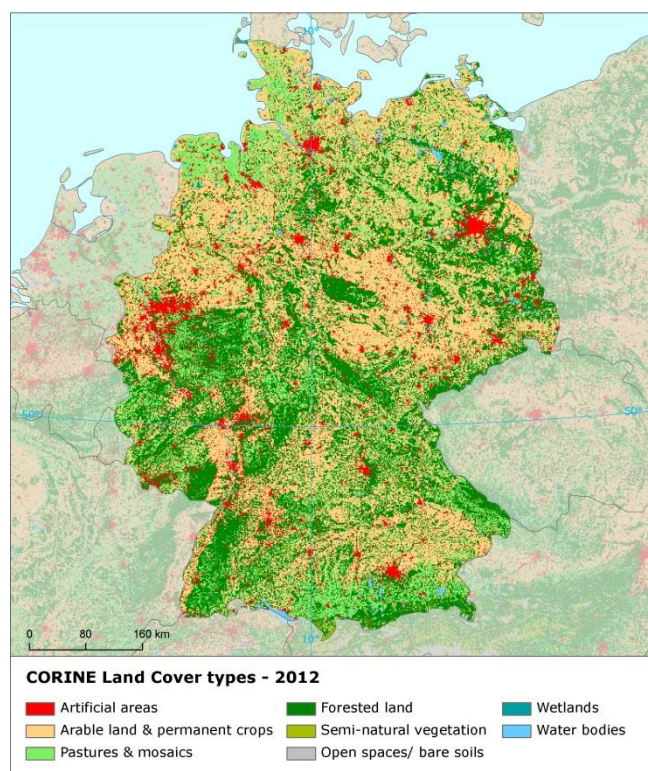 10°
50°
50°
10°
0 80 160 km
CORINE Land Cover types - 2012
Artificial areas
Forested land
Wetlands
Arable land & permanent crops
Semi-natural vegetation
Water bodies
Pastures & mosaics
Open spaces/ bare soils